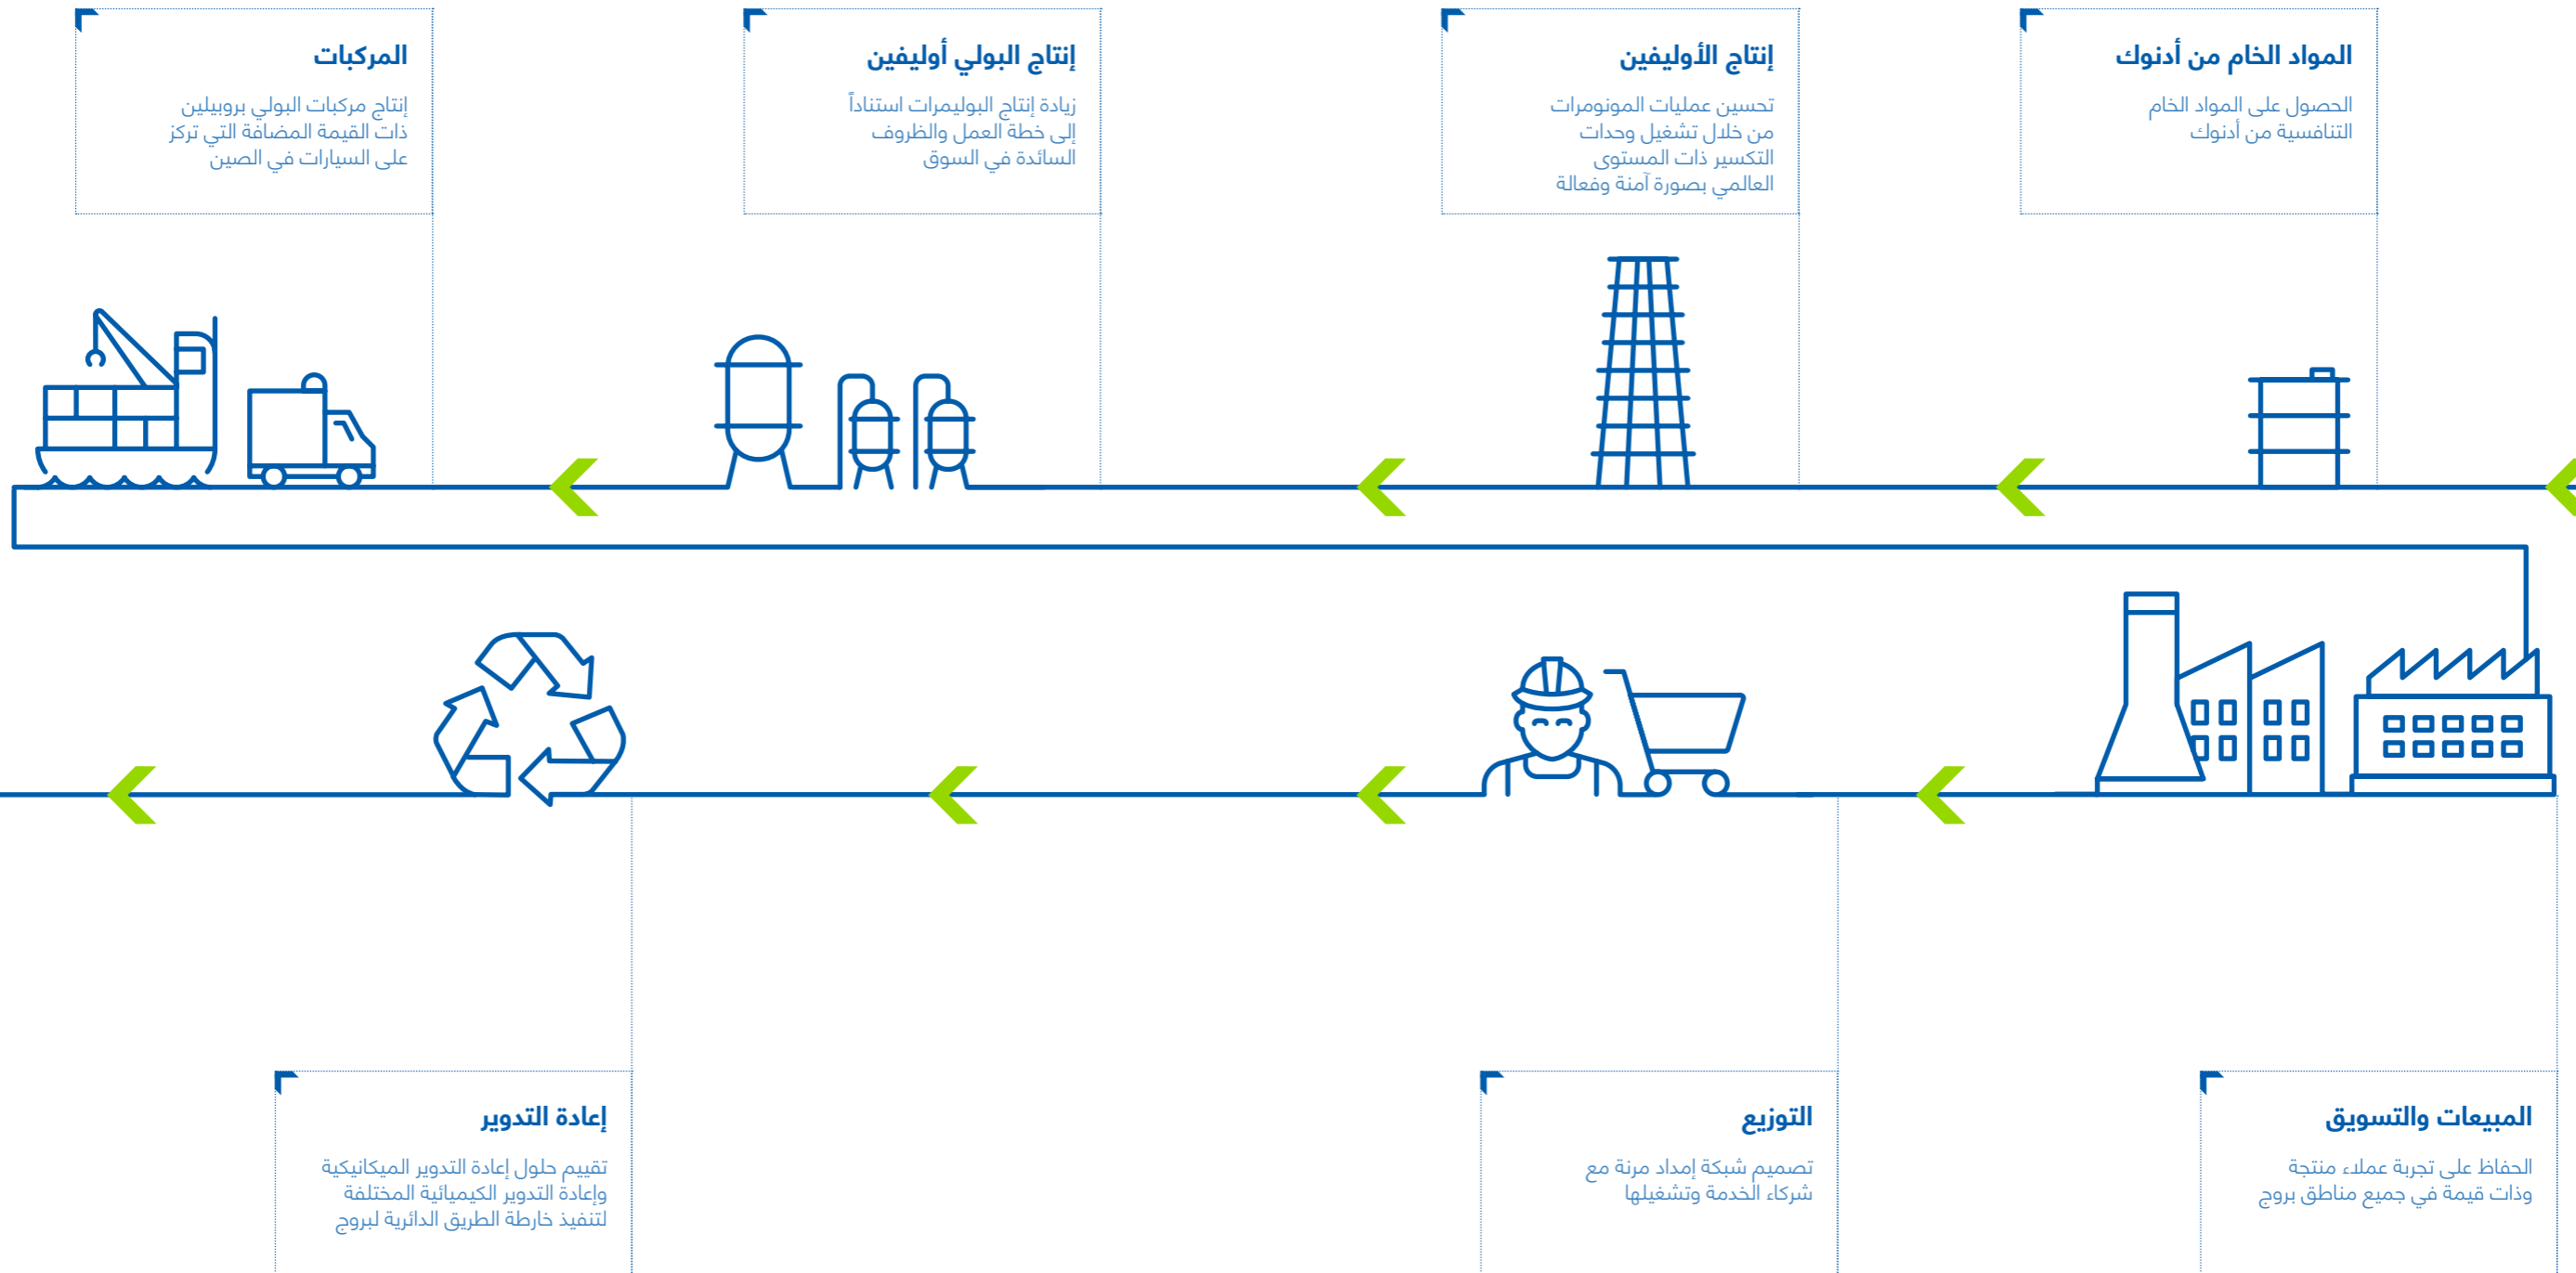 المواد الخام من أدنوك
الحصول على المواد الخام
التنافسية من أدنوك
إنتاج الأوليفين
تحسين عمليات المونومرات
من خلال تشغيل وحدات
التكسير ذات المستوى
العالمي بصورة آمنة وفعالة
إنتاج البولي أوليفين
زيادة إنتاج البوليمرات استناداً
إلى خطة العمل والظروف
السائدة في السوق
المركبات
إنتاج مركبات البولي بروبيلين
ذات القيمة المضافة التي تركز
على السيارات في الصين
المبيعات والتسويق
الحفاظ على تجربة عملاء منتجة
وذات قيمة في جميع مناطق بروج
التوزيع
تصميم شبكة إمداد مرنة مع
شركاء الخدمة وتشغيلها
إعادة التدوير
تقييم حلول إعادة التدوير الميكانيكية
وإعادة التدوير الكيميائية المختلفة
لتنفيذ خارطة الطريق الدائرية لبروج